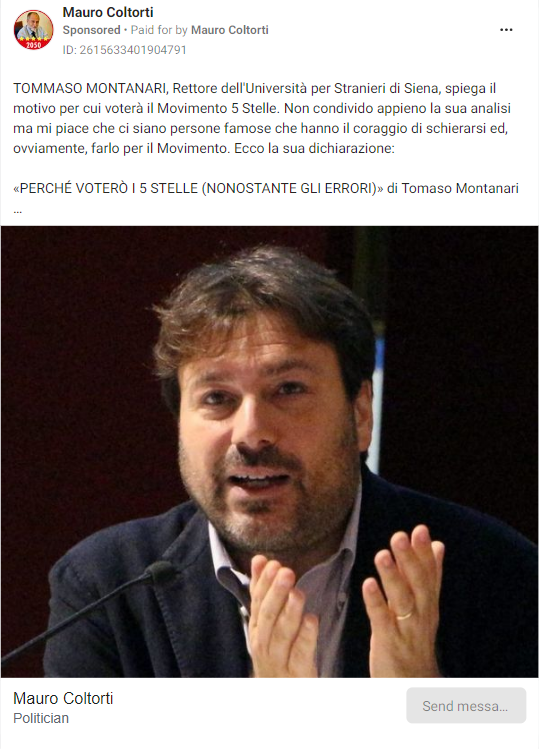 Mauro Coltorti
Sponsored • Paid for by Mauro Coltorti
ID: 2615633401904791
TOMMASO MONTANARI, Rettore dell'Università per Stranieri di Siena, spiega il
motivo per cui voterà il Movimento 5 Stelle. Non condivido appieno la sua analisi
ma mi piace che ci siano persone famose che hanno il coraggio di schierarsi ed,
ovviamente, farlo per il Movimento. Ecco la sua dichiarazione:
«PERCHÉ VOTERÒ I 5 STELLE (NONOSTANTE GLI ERRORI)» di Tomaso Montanari
...
Mauro Coltorti
Politician
Send messa...
2050